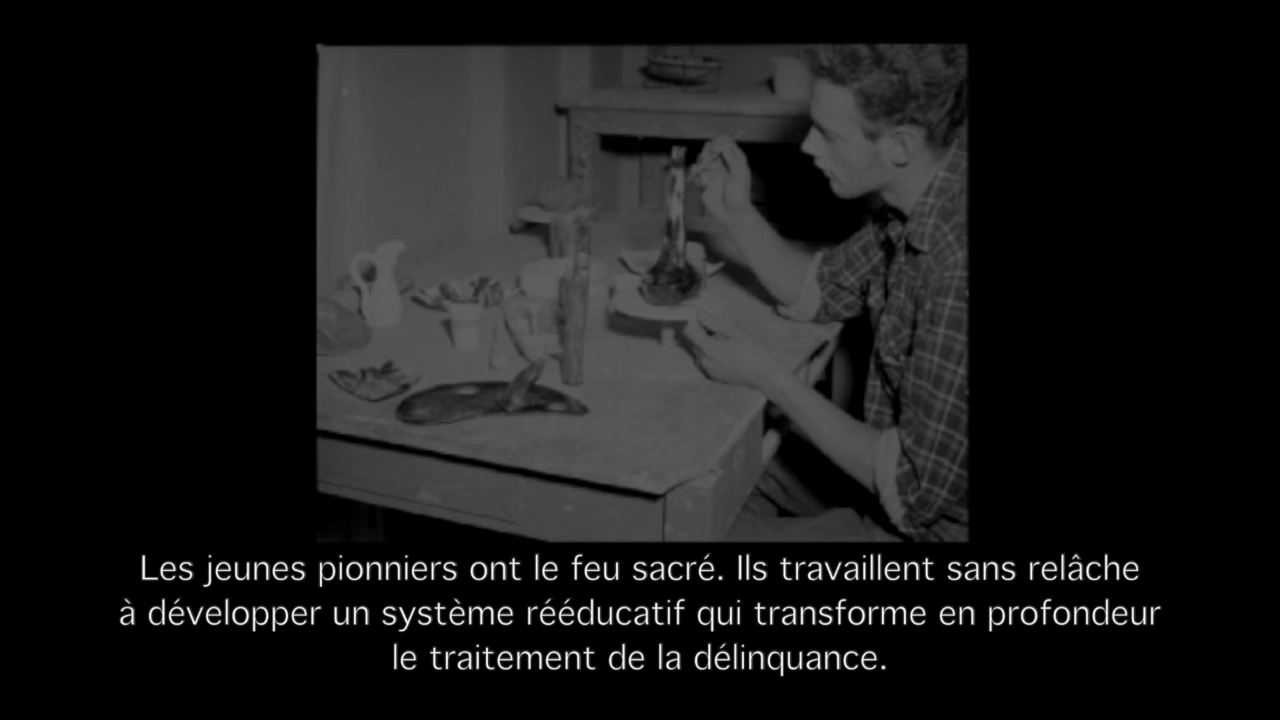 Les jeunes pionniers ont le feu sacré. Ils travaillent sans relâche
à développer un système rééducatif qui transforme en profondeur
le traitement de la délinquance.